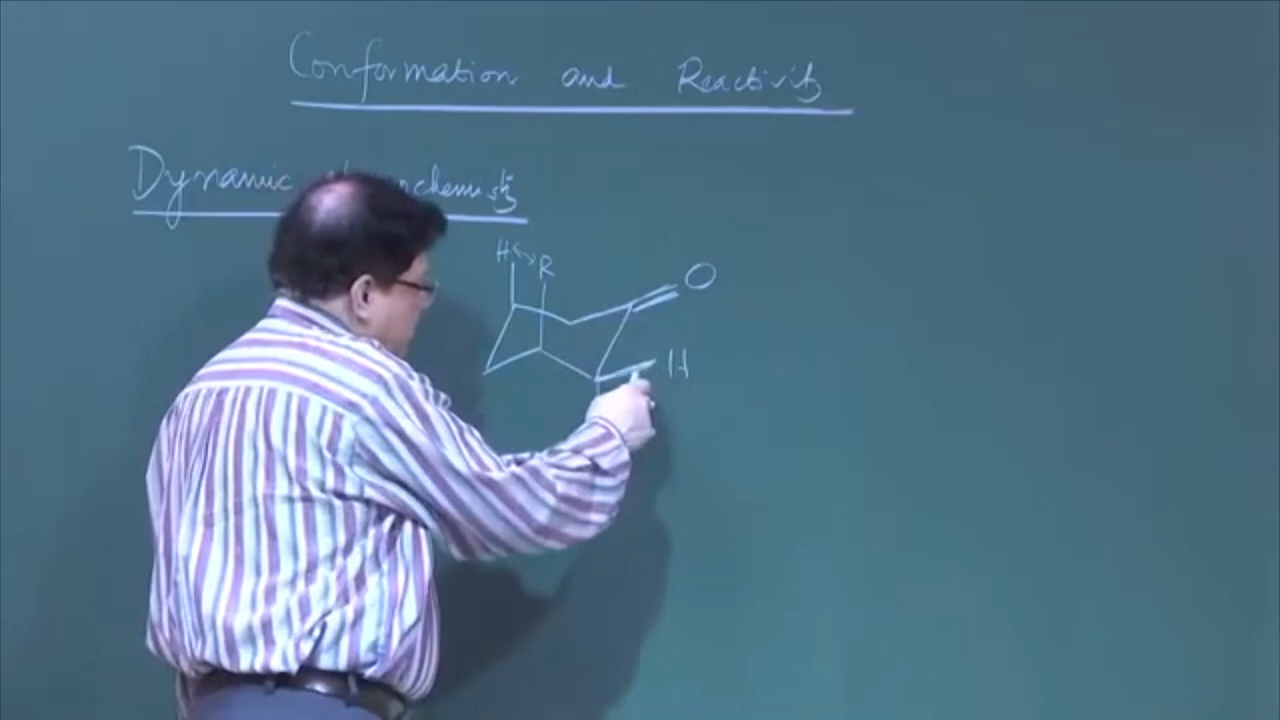 Conformation and Reactivity
Dynamic
H R
O
H